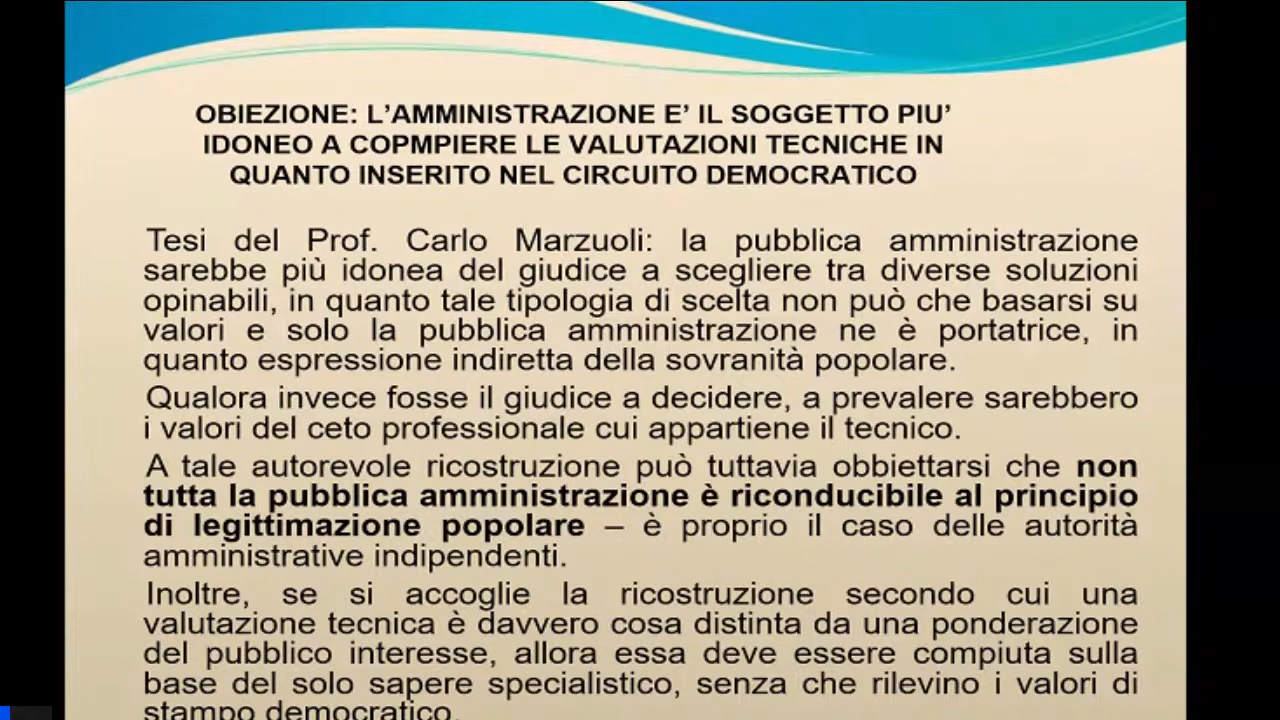 OBIEZIONE: L’AMMINISTRAZIONE E’ IL SOGGETTO PIU’
IDONEO A COPMPIERE LE VALUTAZIONI TECNICHE IN
QUANTO INSERITO NEL CIRCUITO DEMOCRATICO
Tesi del Prof. Carlo Marzuoli: la pubblica amministrazione
sarebbe più idonea del giudice a scegliere tra diverse soluzioni
opinabili, in quanto tale tipologia di scelta non può che basarsi su
valori e solo la pubblica amministrazione ne è portatrice, in
quanto espressione indiretta della sovranità popolare.
Qualora invece fosse il giudice a decidere, a prevalere sarebbero
i valori del ceto professionale cui appartiene il tecnico.
A tale autorevole ricostruzione può tuttavia obbiettarsi che non
tutta la pubblica amministrazione è riconducibile al principio
di legittimazione popolare – è proprio il caso delle autorità
amministrative indipendenti.
Inoltre, se si accoglie la ricostruzione secondo cui una
valutazione tecnica è davvero cosa distinta da una ponderazione
del pubblico interesse, allora essa deve essere compiuta sulla
base del solo sapere specialistico, senza che rilevino i valori di
stampo democratico.